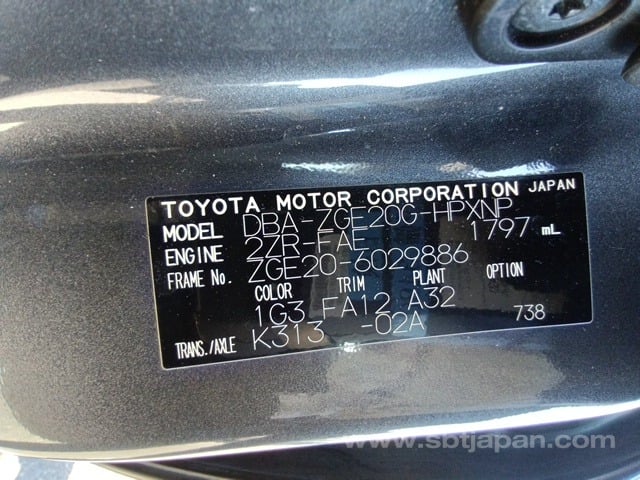 TOYOTA MOTOR CORPORATION JAPAN
MODEL DBA-ZGE20G-HPXNP
ENGINE 2ZR-FAE 1797 mL
FRAME No. ZGE20-6029886
COLOR TRIM PLANT OPTION
1G3 FA12 A32 738
TRANS./AXLE K313 -02A
www.sbtjapan.com